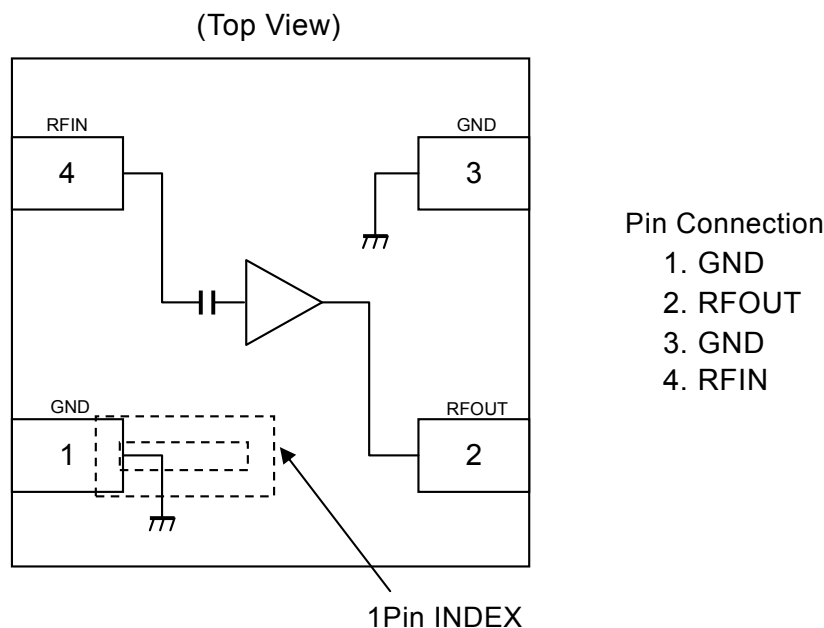 (Top View)
RFIN
4
GND
3
GND
1
RFOUT
2
1Pin INDEX
Pin Connection
1. GND
2. RFOUT
3. GND
4. RFIN